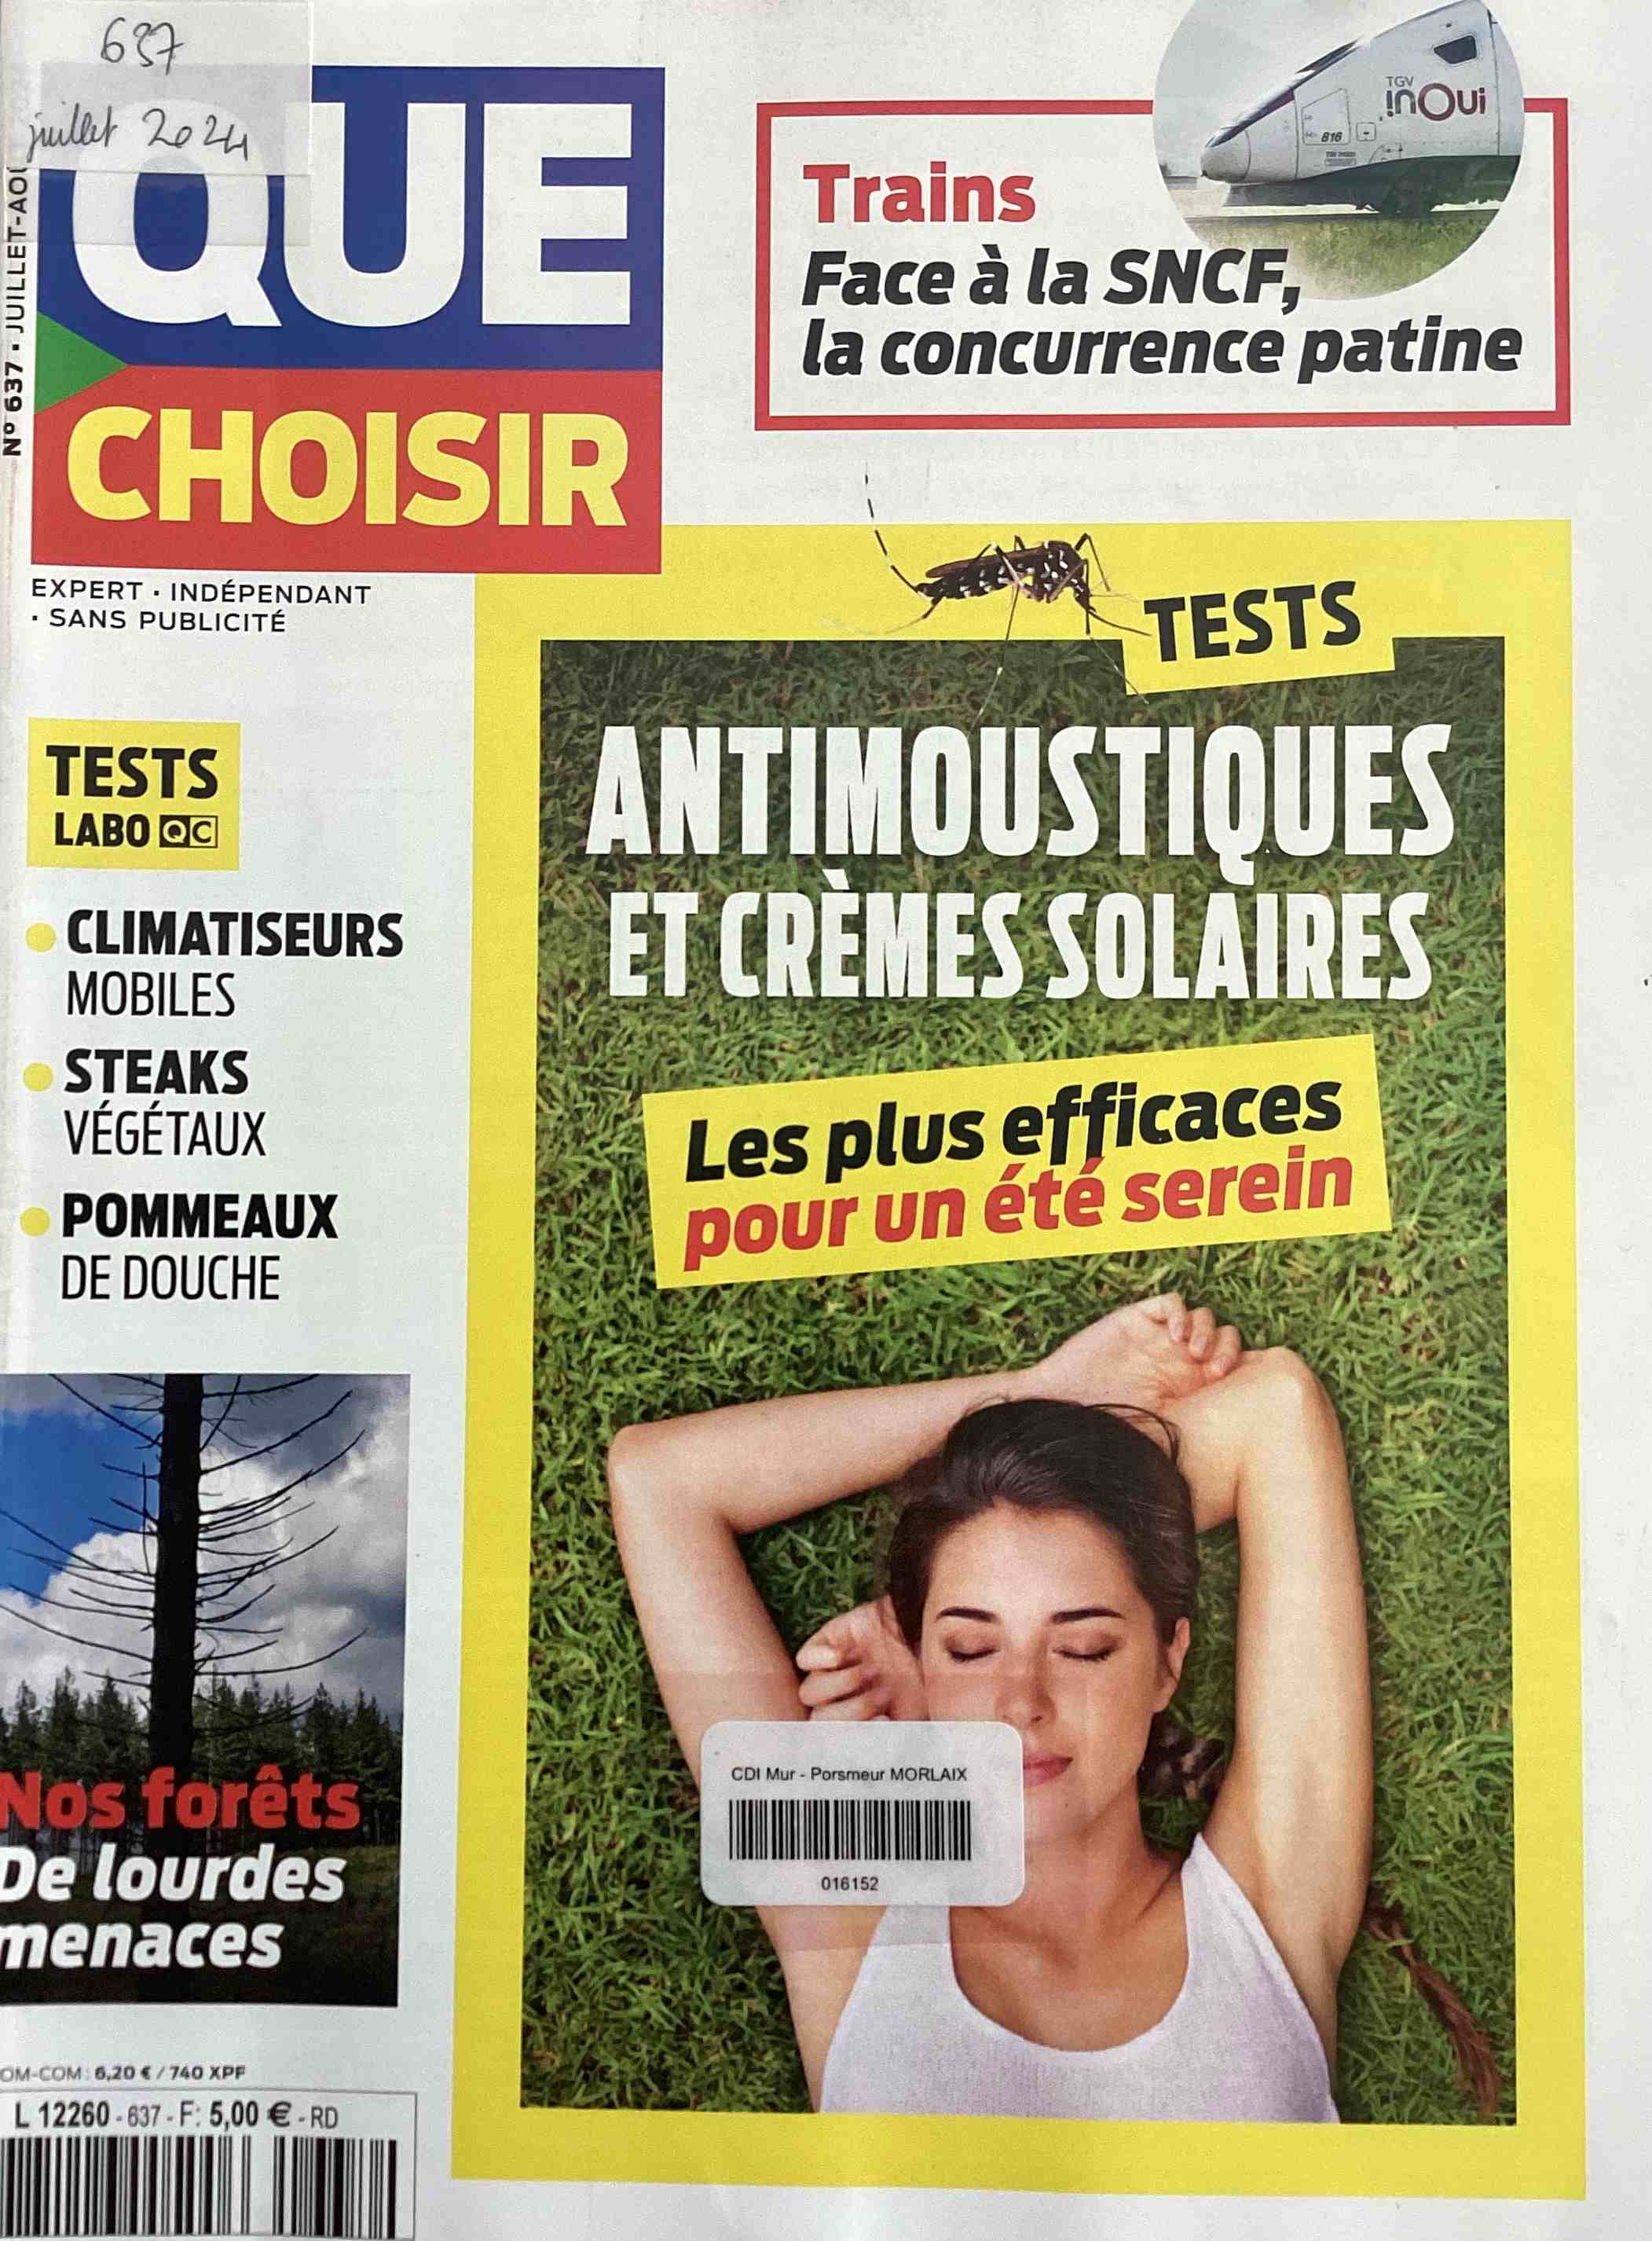 637
juillet 2024
N° 637 • JUILLET-AOÛ
QUE
CHOISIR
EXPERT • INDÉPENDANT
• SANS PUBLICITÉ
TGV
inOui
816
Trains
Face à la SNCF,
la concurrence patine
TESTS
ANTIMOUSTIQUES
ET CRÈMES SOLAIRES
Les plus efficaces
pour un été serein
TESTS
LABO QC
CLIMATISEURS
MOBILES
STEAKS
VÉGÉTAUX
POMMEAUX
DE DOUCHE
Nos forêts
De lourdes
menaces
CDI Mur - Porsmeur MORLAIX
016152
OM-COM : 6,20 € / 740 XPF
L 12260 - 637 - F: 5,00 € - RD